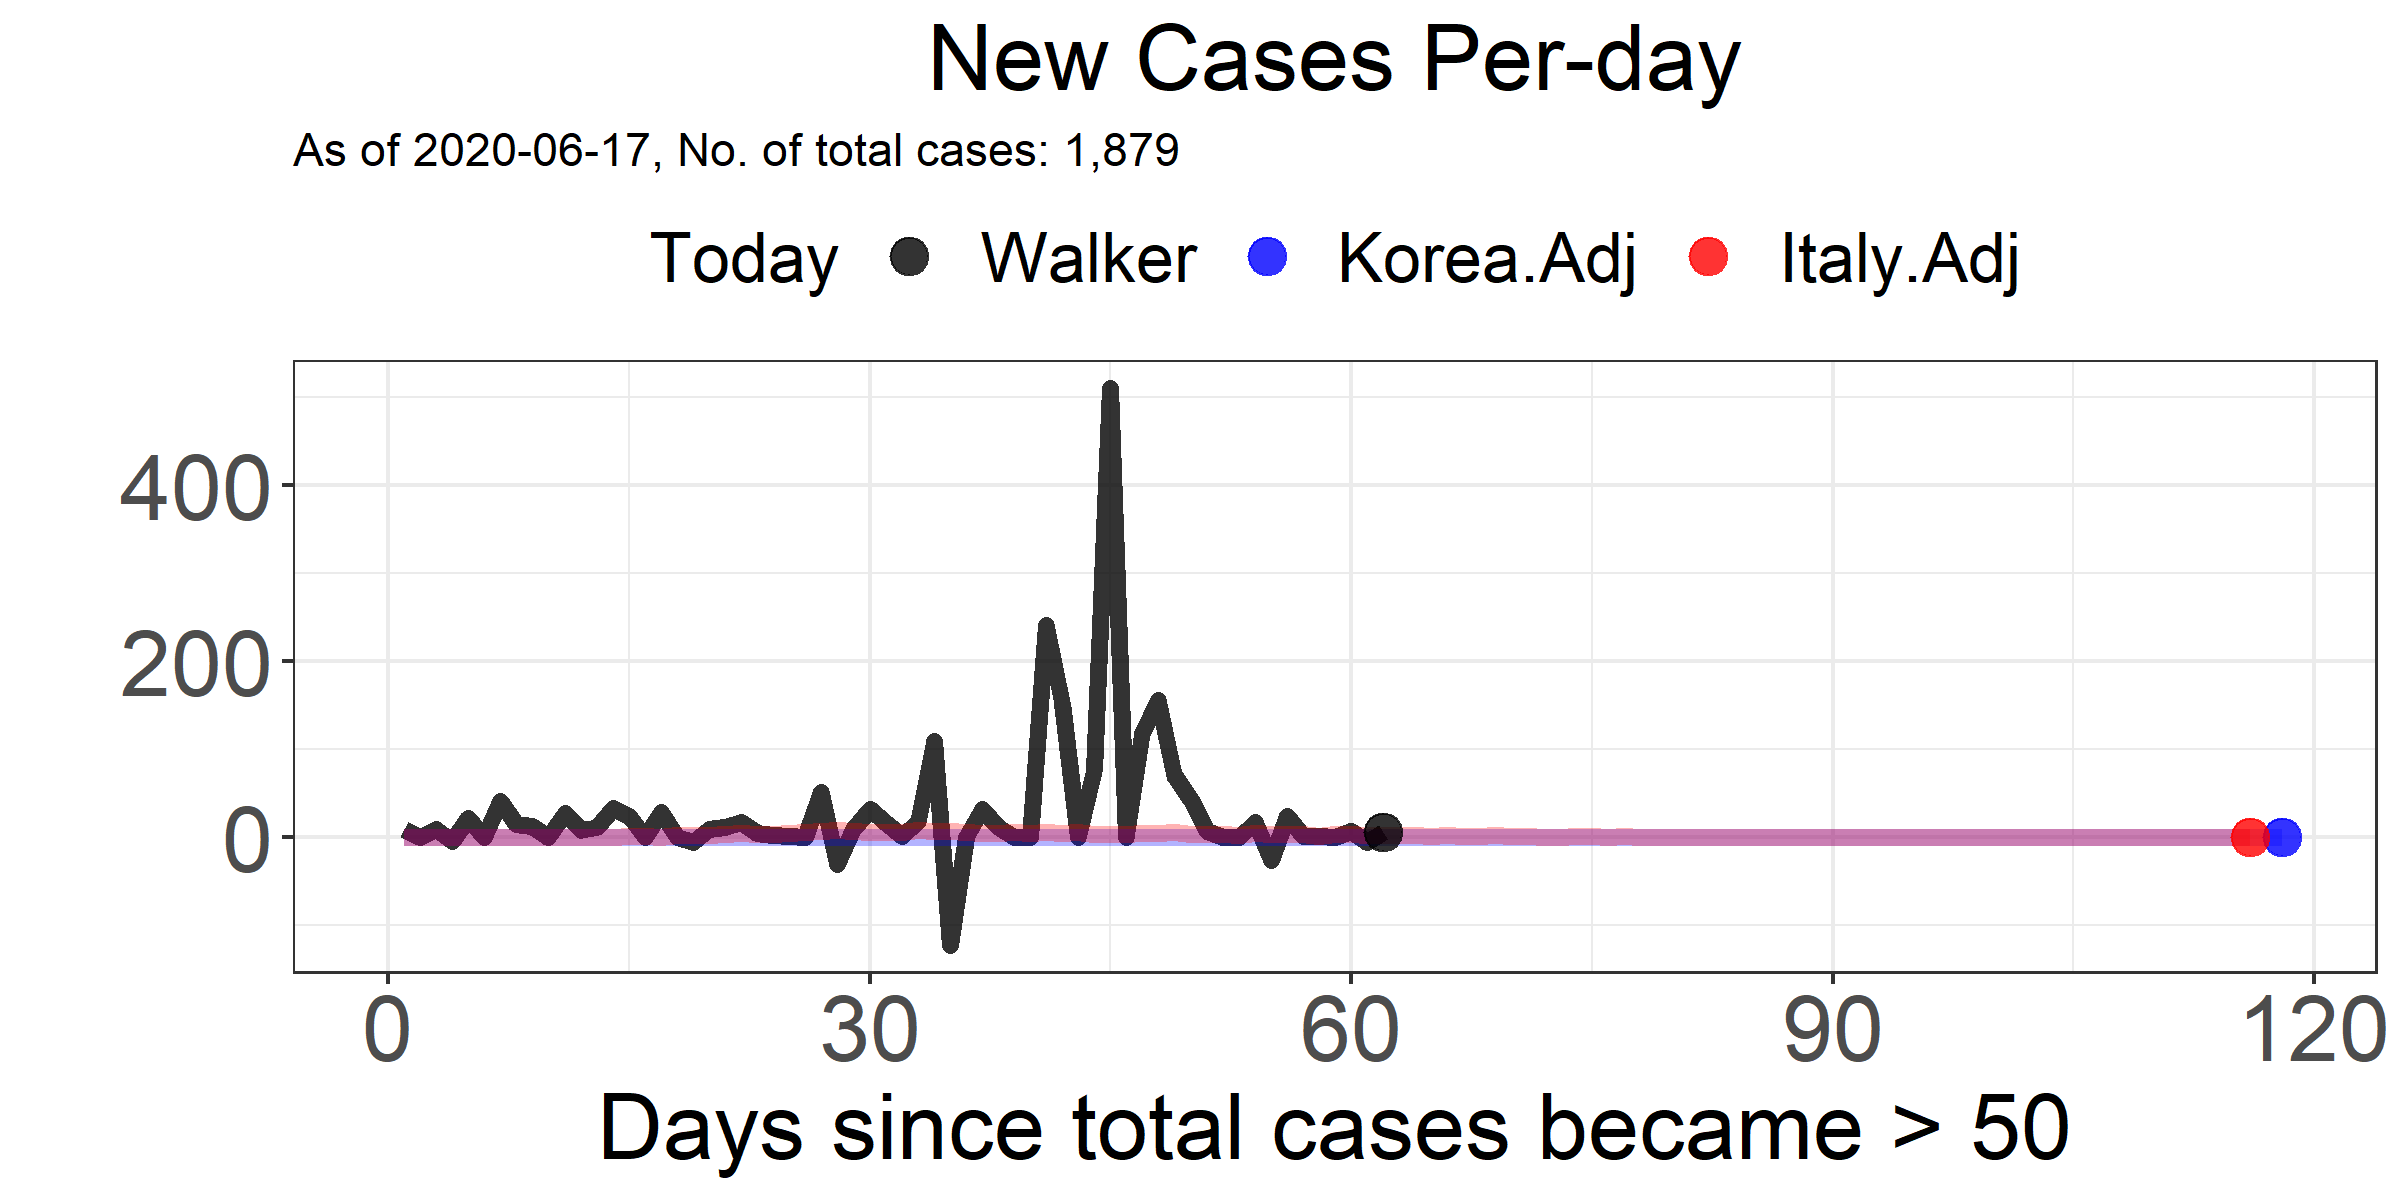 New Cases Per-day
As of 2020-06-17, No. of total cases: 1,879
Today Walker Korea.Adj Italy.Adj
400
200
0
0 30 60 90 120
Days since total cases became > 50